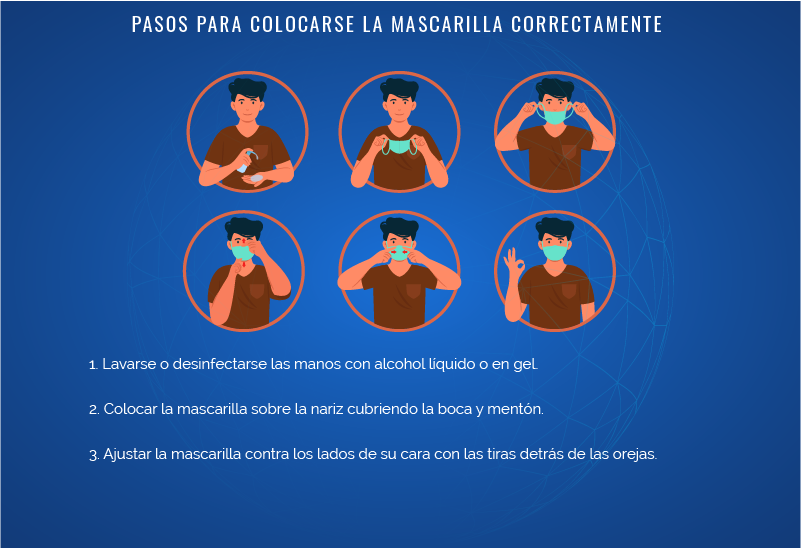 PASOS PARA COLOCARSE LA MASCARILLA CORRECTAMENTE
1. Lavarse o desinfectarse las manos con alcohol líquido o en gel.
2. Colocar la mascarilla sobre la nariz cubriendo la boca y mentón.
3. Ajustar la mascarilla contra los lados de su cara con las tiras detrás de las orejas.